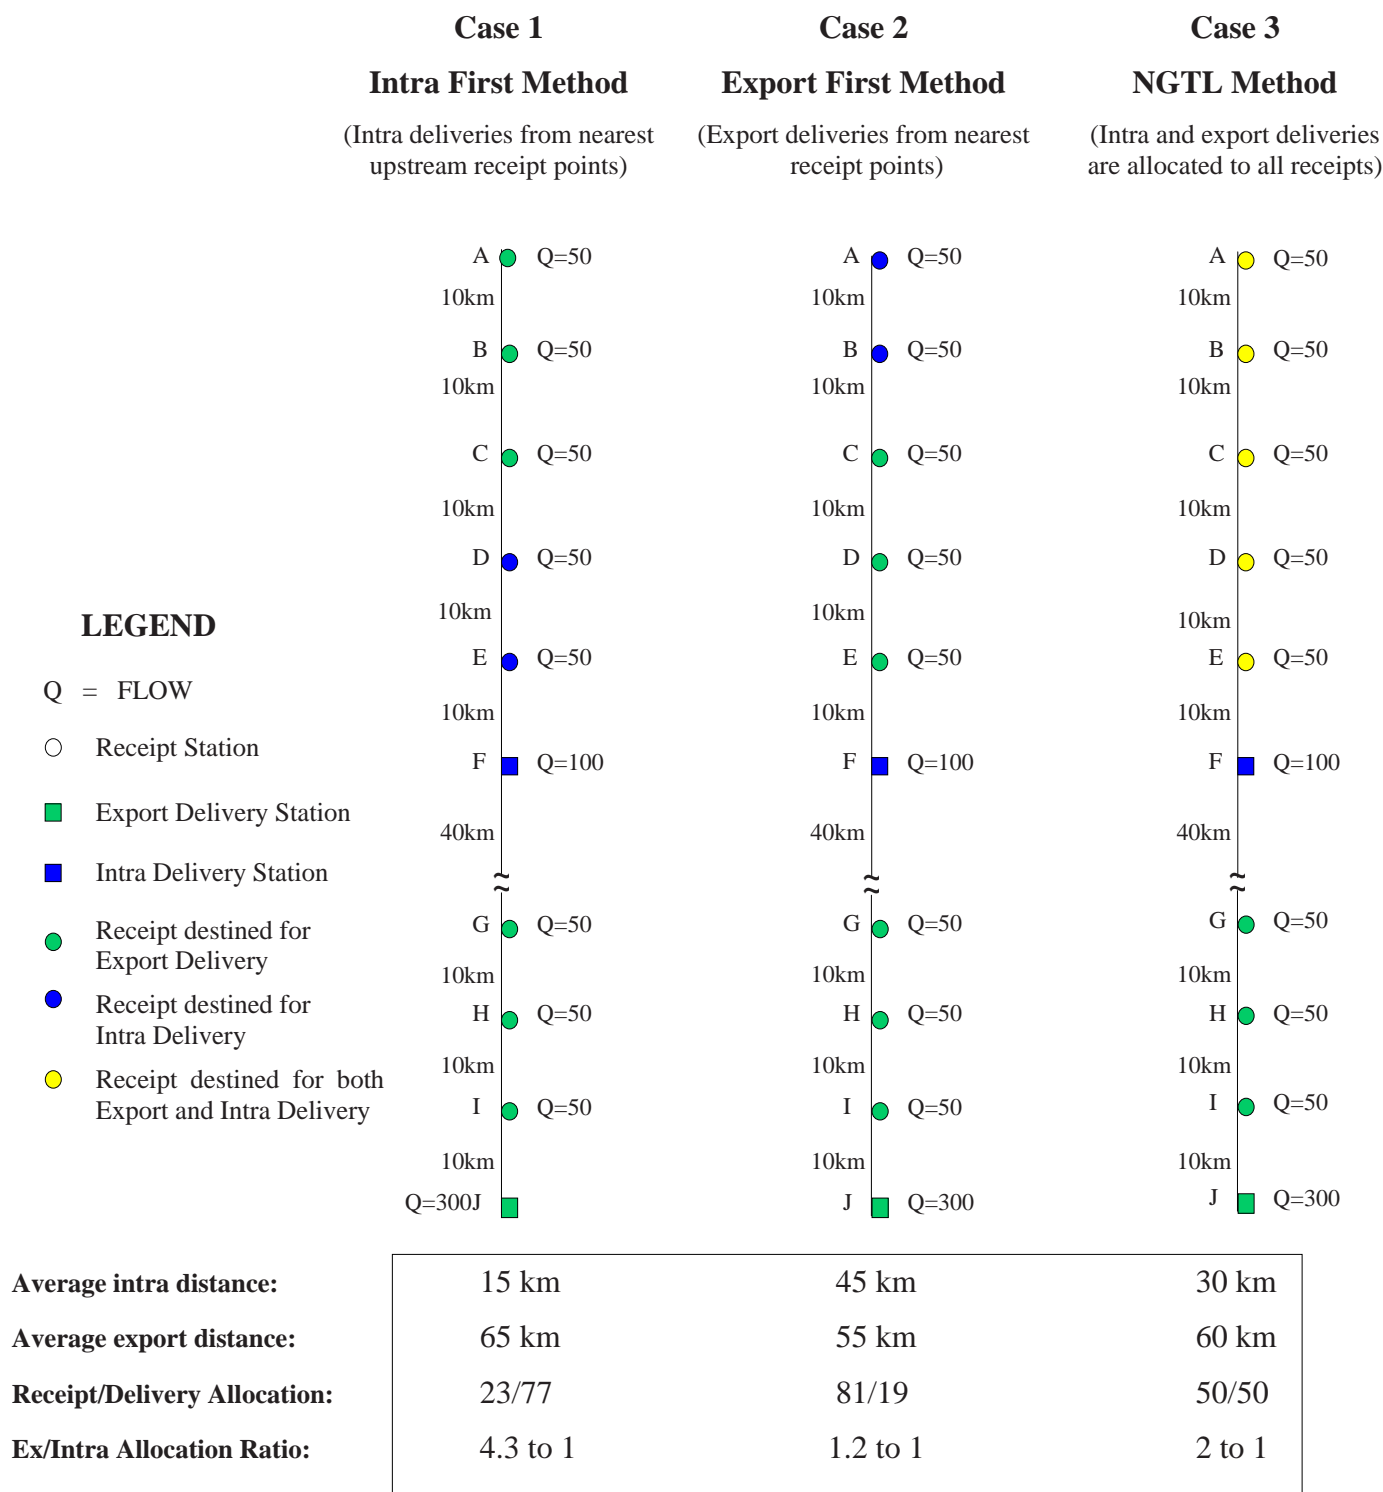 Case 1
Case 2
Case 3
Intra First Method
Export First Method
NGTL Method
(Intra deliveries from nearest
upstream receipt points)
(Export deliveries from nearest
receipt points)
(Intra and export deliveries
are allocated to all receipts)
A Q=50
10km
B Q=50
10km
C Q=50
10km
D Q=50
10km
E Q=50
10km
F Q=100
40km
≈
G Q=50
10km
H Q=50
10km
I Q=50
10km
Q=300J
A Q=50
10km
B Q=50
10km
C Q=50
10km
D Q=50
10km
E Q=50
10km
F Q=100
40km
≈
G Q=50
10km
H Q=50
10km
I Q=50
10km
J Q=300
A Q=50
10km
B Q=50
10km
C Q=50
10km
D Q=50
10km
E Q=50
10km
F Q=100
40km
≈
G Q=50
10km
H Q=50
10km
I Q=50
10km
J Q=300
LEGEND
Q = FLOW
Receipt Station
Export Delivery Station
Intra Delivery Station
Receipt destined for
Export Delivery
Receipt destined for
Intra Delivery
Receipt destined for both
Export and Intra Delivery
Average intra distance: 15 km 45 km 30 km
Average export distance: 65 km 55 km 60 km
Receipt/Delivery Allocation: 23/77 81/19 50/50
Ex/Intra Allocation Ratio: 4.3 to 1 1.2 to 1 2 to 1